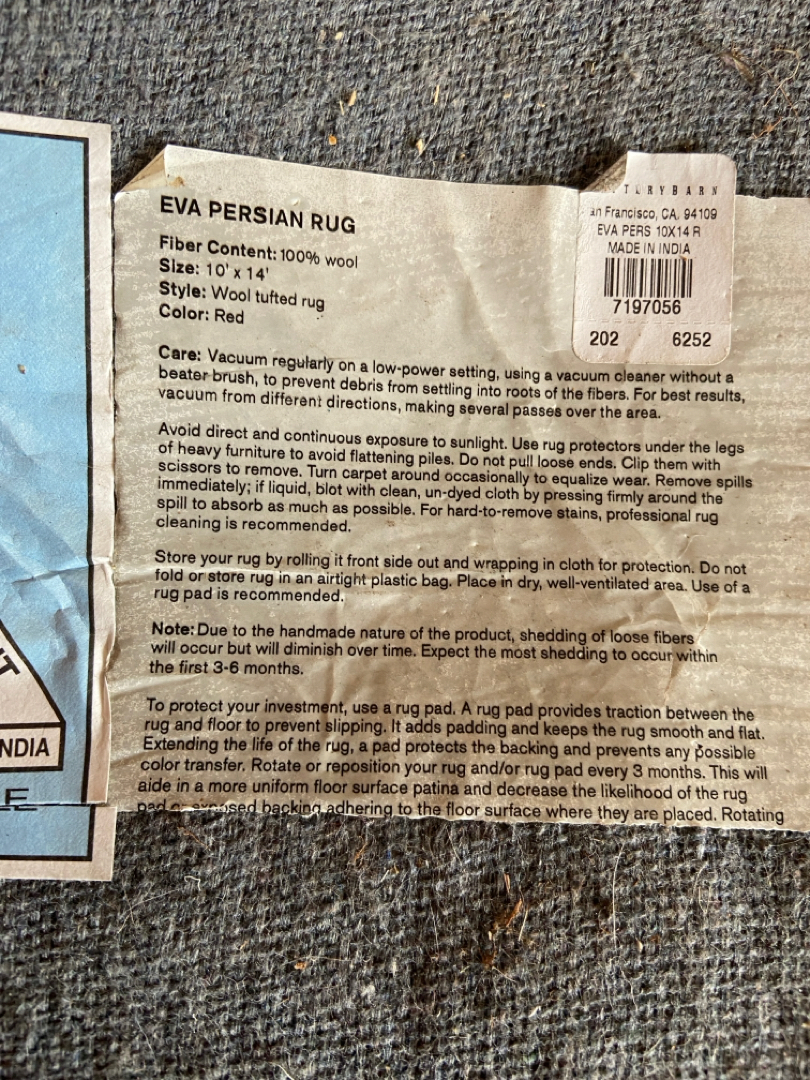 EVA PERSIAN RUG
Fiber Content: 100% wool
Size: 10' x 14'
Style: Wool tufted rug
Color: Red
Care: Vacuum regularly on a low-power setting, using a vacuum cleaner without a
beater brush, to prevent debris from settling into roots of the fibers. For best results,
vacuum from different directions, making several passes over the area.
Avoid direct and continuous exposure to sunlight. Use rug protectors under the legs
of heavy furniture to avoid flattening piles. Do not pull loose ends. Clip them with
scissors to remove. Turn carpet around occasionally to equalize wear. Remove spills
immediately; if liquid, blot with clean, un-dyed cloth by pressing firmly around the
spill to absorb as much as possible. For hard-to-remove stains, professional rug
cleaning is recommended.
Store your rug by rolling it front side out and wrapping in cloth for protection. Do not
fold or store rug in an airtight plastic bag. Place in dry, well-ventilated area. Use of a
rug pad is recommended.
Note: Due to the handmade nature of the product, shedding of loose fibers
will occur but will diminish over time. Expect the most shedding to occur within
the first 3-6 months.
To protect your investment, use a rug pad. A rug pad provides traction between the
rug and floor to prevent slipping. It adds padding and keeps the rug smooth and flat.
Extending the life of the rug, a pad protects the backing and prevents any possible
color transfer. Rotate or reposition your rug and/or rug pad every 3 months. This will
aide in a more uniform floor surface patina and decrease the likelihood of the rug
pad or exposed backing adhering to the floor surface where they are placed. Rotating
TERYBARN
an Francisco, CA, 94109
EVA PERS 10X14 R
MADE IN INDIA
7197056
202 6252
NDIA